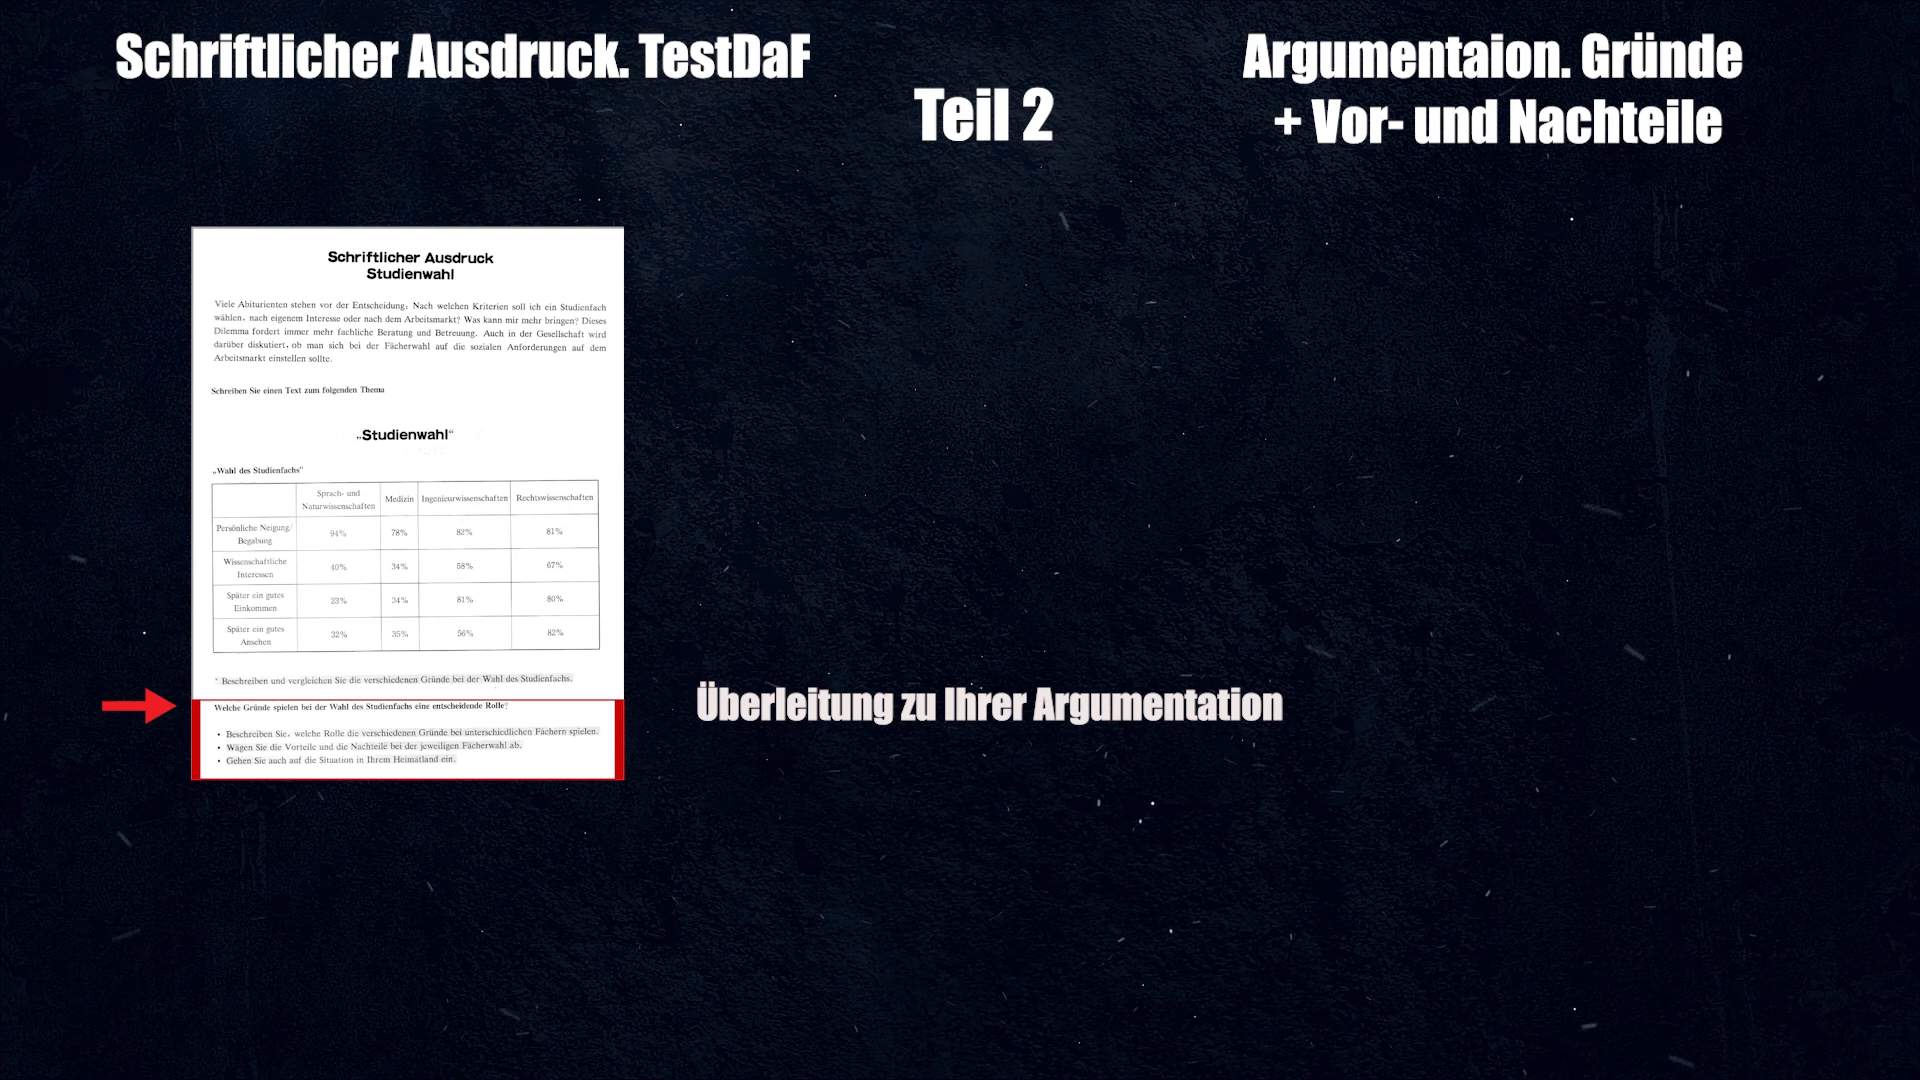 Schriftlicher Ausdruck. TestDaF
Teil 2
Argumentaion. Gründe
+ Vor- und Nachteile
Schriftlicher Ausdruck
Studienwahl
Viele Abiturienten stehen vor der Entscheidung: Nach welchen Kriterien soll ich ein Studienfach
wählen, nach eigenem Interesse oder nach dem Arbeitsmarkt? Was kann mir mehr bringen? Dieses
Dilemma fordert immer mehr fachliche Beratung und Betreuung. Auch in der Gesellschaft wird
darüber diskutiert, ob man sich bei der Fächerwahl auf die sozialen Anforderungen auf dem
Arbeitsmarkt einstellen sollte.
Schreiben Sie einen Text zum folgenden Thema
„Studienwahl“
„Wahl des Studienfachs“
Sprach- und
Naturwissenschaften
Medizin
Ingenieurwissenschaften
Rechtswissenschaften
Persönliche Neigung/
Begabung
94%
78%
82%
81%
Wissenschaftliche
Interessen
40%
34%
58%
67%
Später ein gutes
Einkommen
23%
34%
81%
80%
Später ein gutes
Ansehen
32%
35%
56%
82%
* Beschreiben und vergleichen Sie die verschiedenen Gründe bei der Wahl des Studienfachs.
Welche Gründe spielen bei der Wahl des Studienfachs eine entscheidende Rolle?
• Beschreiben Sie, welche Rolle die verschiedenen Gründe bei unterschiedlichen Fächern spielen.
• Wägen Sie die Vorteile und die Nachteile bei der jeweiligen Fächerwahl ab.
• Gehen Sie auch auf die Situation in Ihrem Heimatland ein.
Überleitung zu Ihrer Argumentation